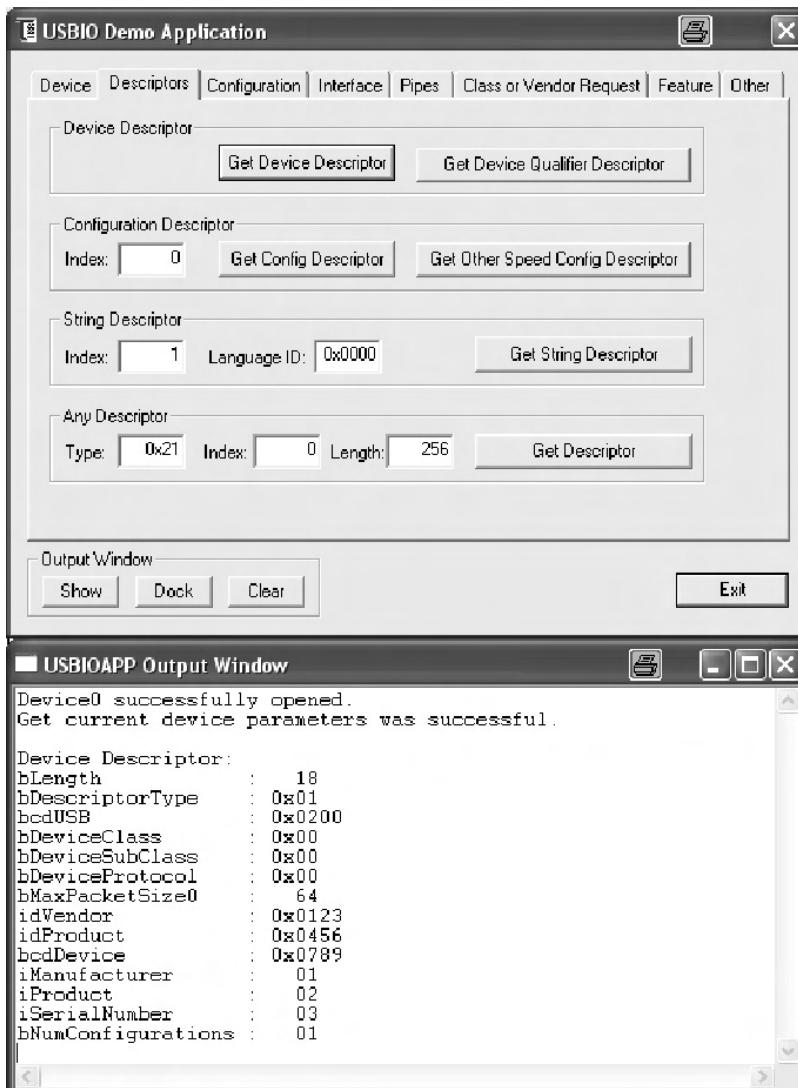 USBIO Demo Application
Device Descriptors Configuration Interface Pipes Class or Vendor Request Feature Other
Device Descriptor
Get Device Descriptor Get Device Qualifier Descriptor
Configuration Descriptor
Index: 0 Get Config Descriptor Get Other Speed Config Descriptor
String Descriptor
Index: 1 Language ID: 0x0000 Get String Descriptor
Any Descriptor
Type: 0x21 Index: 0 Length: 256 Get Descriptor
Output Window
Show Dock Clear Exit
USBIOAPP Output Window
Device0 successfully opened.
Get current device parameters was successful.
Device Descriptor:
bLength : 18
bDescriptorType : 0x01
bcdUSB : 0x0200
bDeviceClass : 0x00
bDeviceSubClass : 0x00
bDeviceProtocol : 0x00
bMaxPacketSize0 : 64
idVendor : 0x0123
idProduct : 0x0456
bcdDevice : 0x0789
iManufacturer : 01
iProduct : 02
iSerialNumber : 03
bNumConfigurations : 01